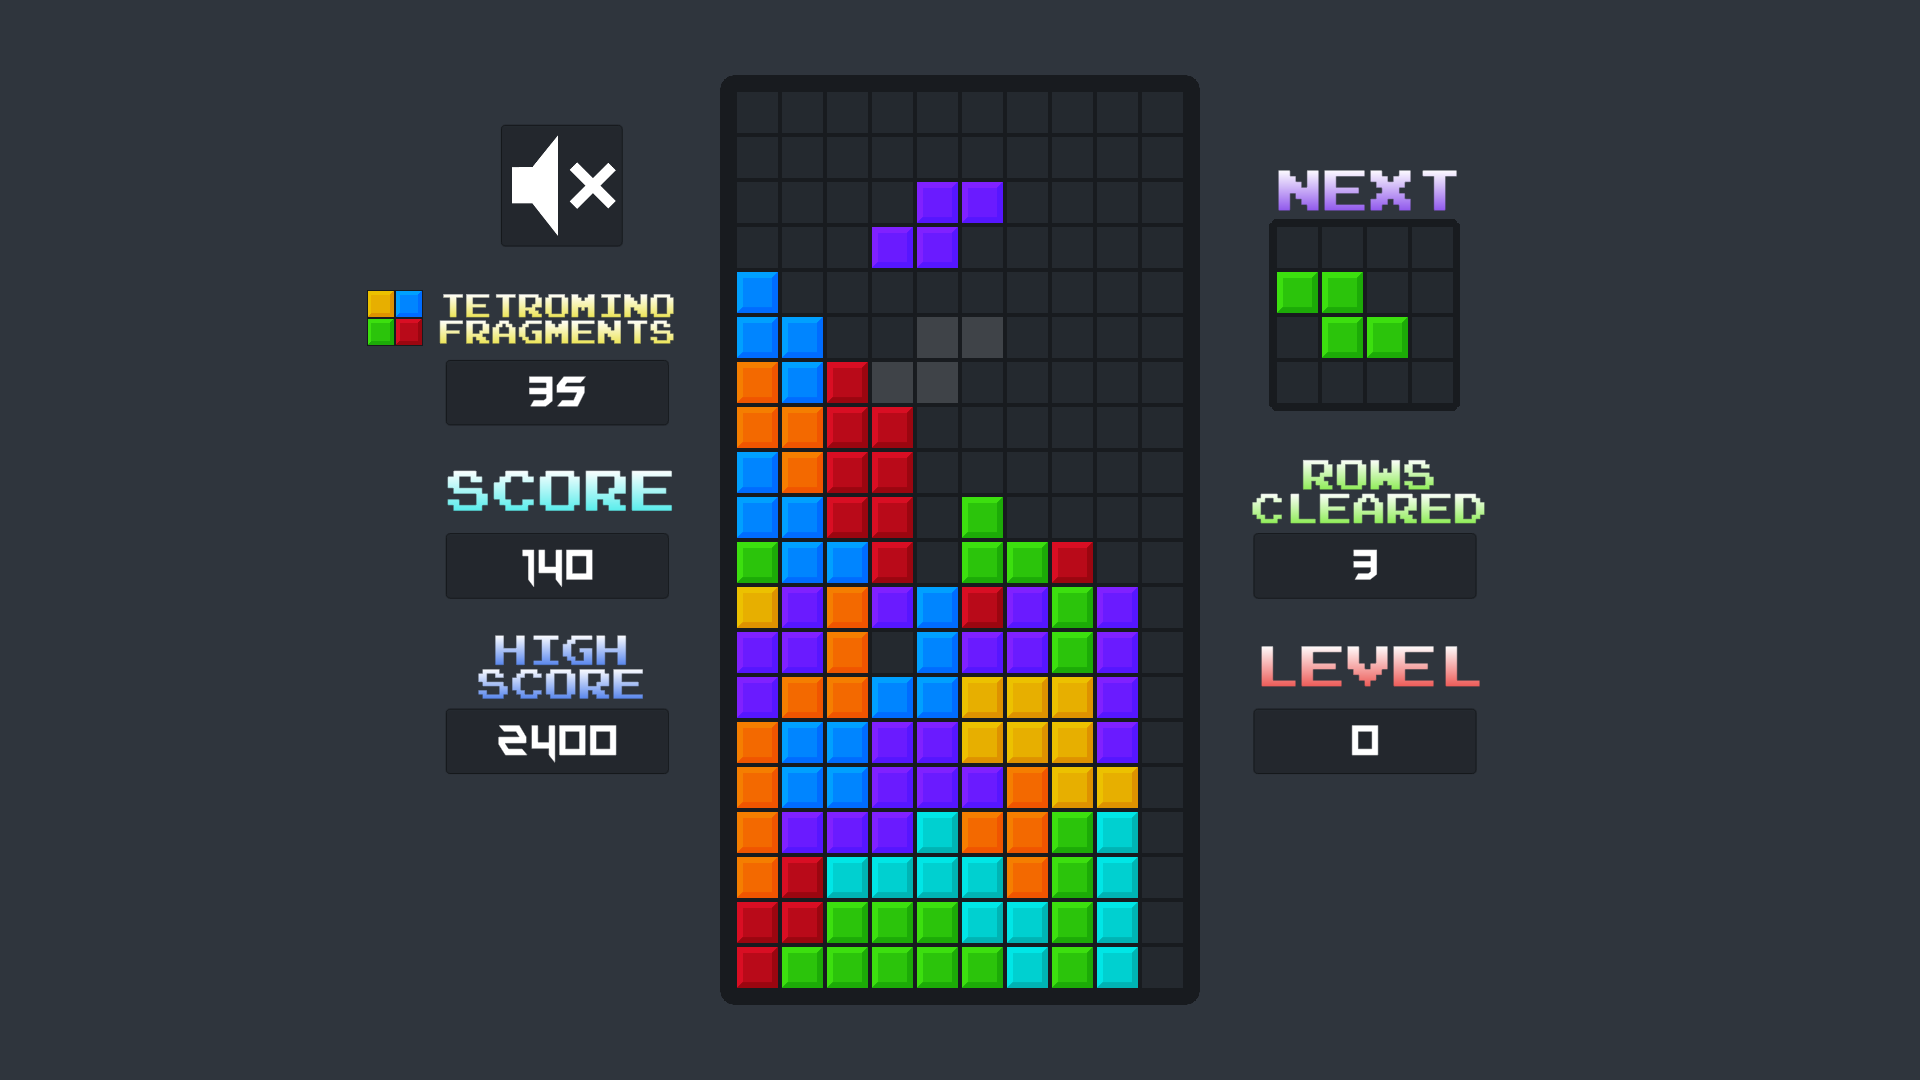 TETROMINO
FRAGMENTS
35
SCORE
140
HIGH
SCORE
2400
NEXT
ROWS
CLEARED
3
LEVEL
0